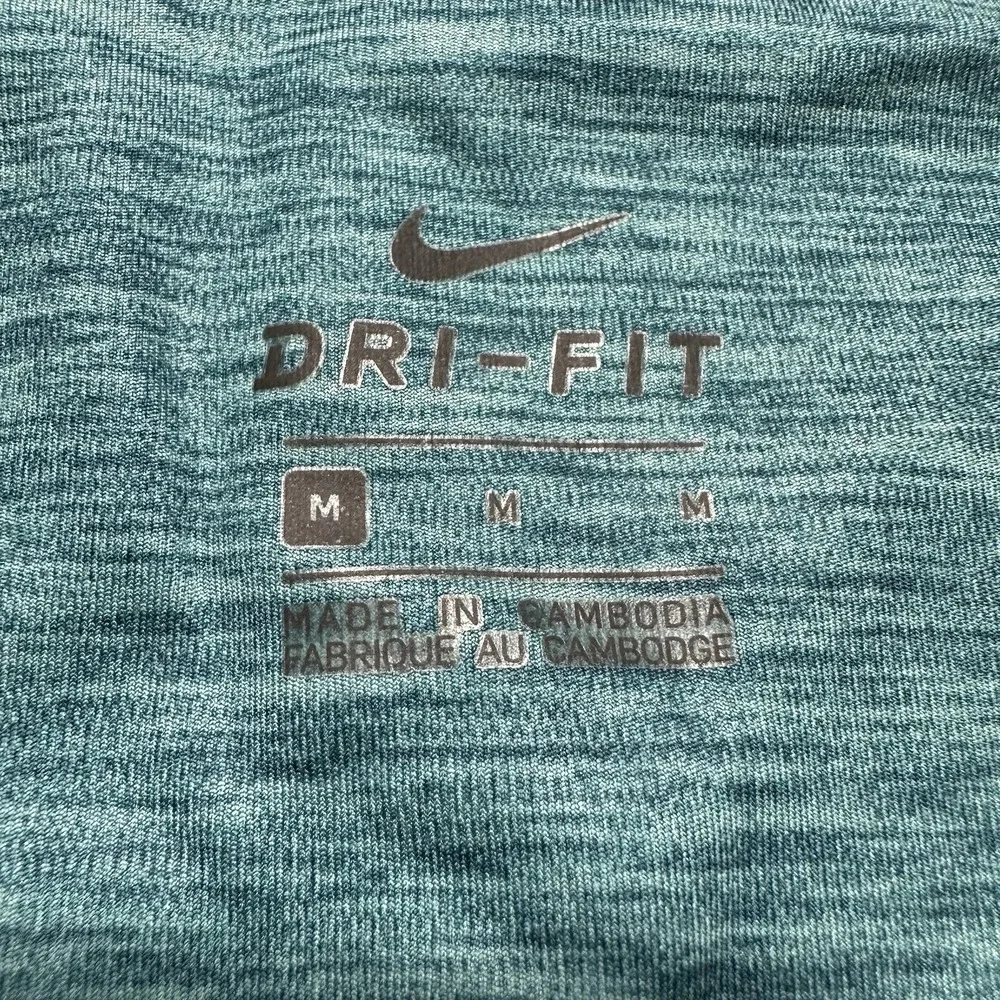 DRI-FIT
M M M
MADE IN CAMBODIA
FABRIQUE AU CAMBODGE